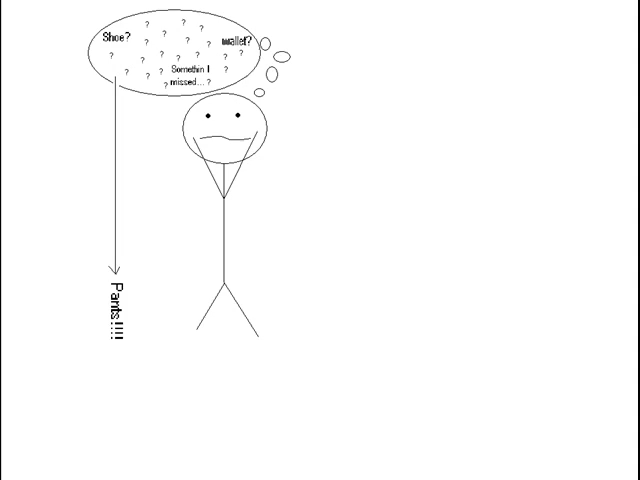 Shoe?
wallet?
? ? ? ? ? ? ? ? ? ? ? ? ? ? ? ? ? ? ?
Somethin I
missed...?
Pants!!!!